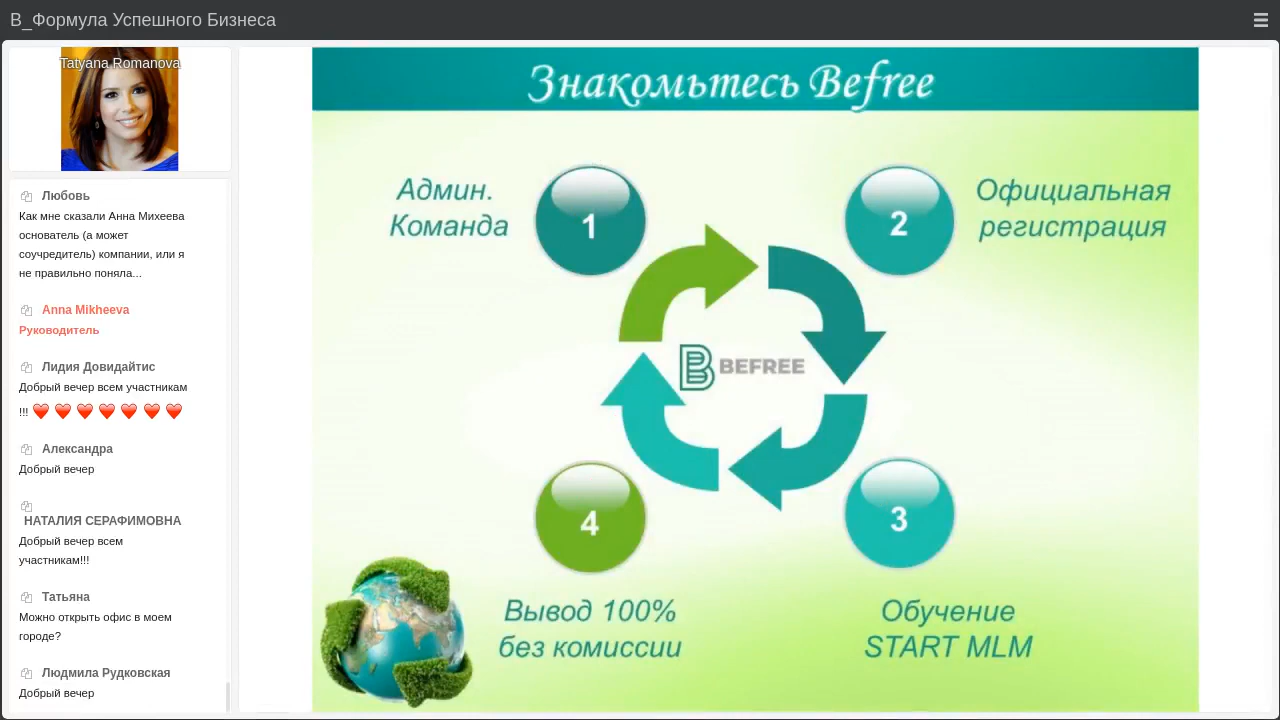 В_Формула Успешного Бизнеса
Tatyana Romanova
Любовь
Как мне сказали Анна Михеева
основатель (а может
соучредитель) компании, или я
не правильно поняла...
Anna Mikheeva
Руководитель
Лидия Довидайтис
Добрый вечер всем участникам
!!!
Александра
Добрый вечер
НАТАЛИЯ СЕРАФИМОВНА
Добрый вечер всем
участникам!!!
Татьяна
Можно открыть офис в моем
городе?
Людмила Рудковская
Добрый вечер
Знакомьтесь Befree
Админ.
Команда
1
2
Официальная
регистрация
BEFREE
4
3
Вывод 100%
без комиссии
Обучение
START MLM